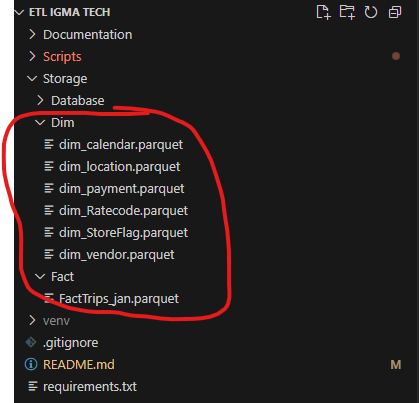 ETL IGMA TECH
Documentation
Scripts
Storage
Database
Dim
dim_calendar.parquet
dim_location.parquet
dim_payment.parquet
dim_Ratecode.parquet
dim_StoreFlag.parquet
dim_vendor.parquet
Fact
FactTrips_jan.parquet
venv
.gitignore
README.md M
requirements.txt